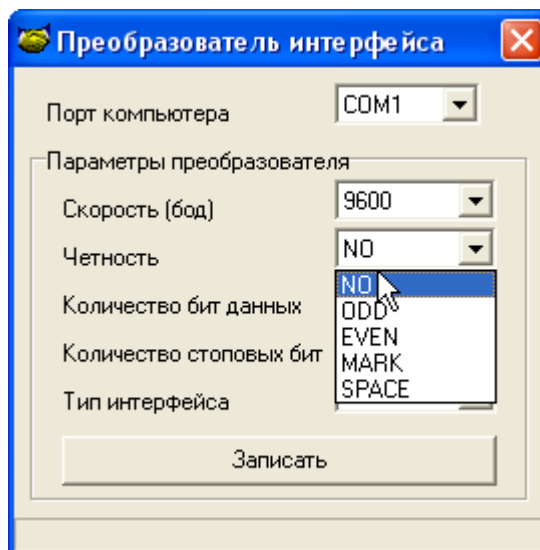 Преобразователь интерфейса
Порт компьютера COM1
Параметры преобразователя
Скорость (бод) 9600
Четность NO
NO
Количество бит данных ODD
EVEN
Количество стоповых бит MARK
SPACE
Тип интерфейса
Записать